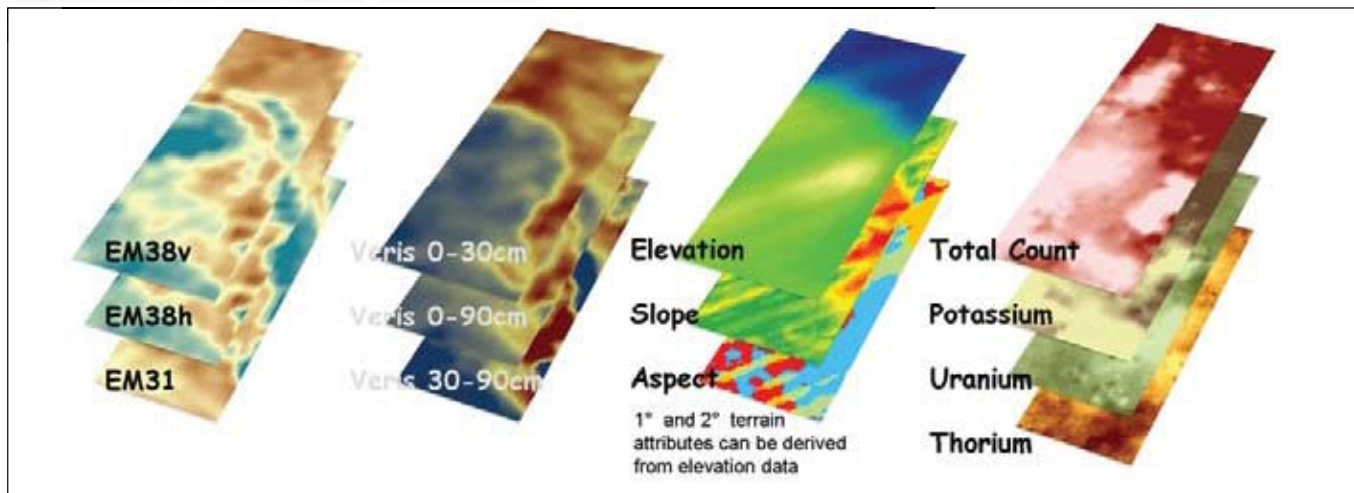 EM38v
EM38h
EM31
Veris 0-30cm
Veris 0-90cm
Veris 30-90cm
Elevation
Slope
Aspect
1° and 2° terrain
attributes can be derived
from elevation data
Total Count
Potassium
Uranium
Thorium